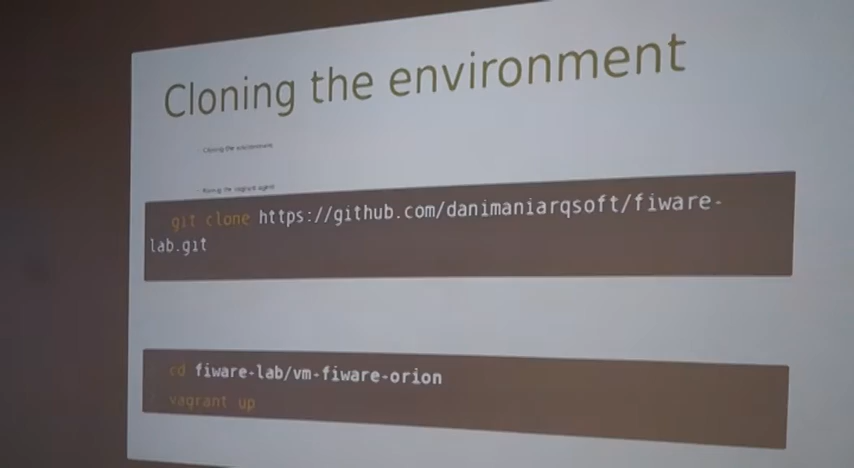 Cloning the environment
Cloning the environment
Raising the vagrant agent
git clone https://github.com/danimaniarqsoft/fiware-
lab.git
cd fiware-lab/vm-fiware-orion
vagrant up